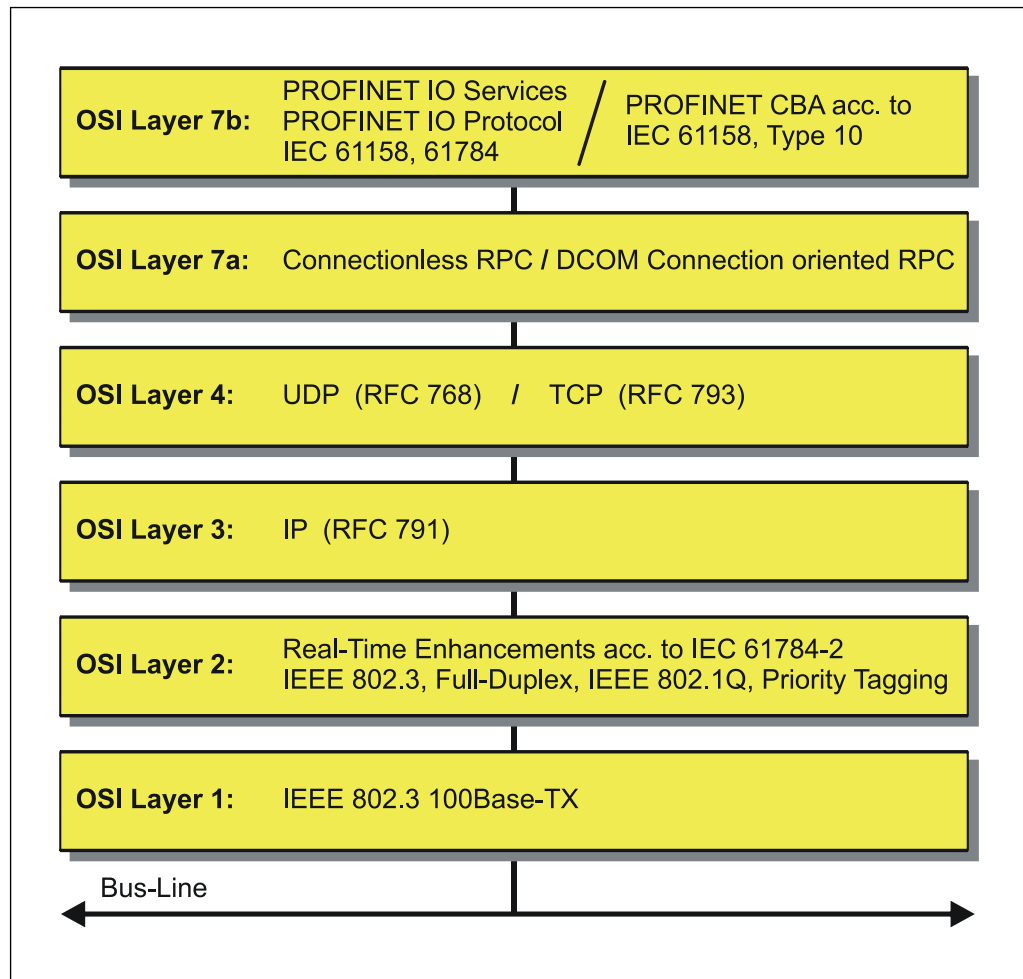 OSI Layer 7b:
PROFINET IO Services
PROFINET IO Protocol
IEC 61158, 61784
/
PROFINET CBA acc. to
IEC 61158, Type 10
OSI Layer 7a: Connectionless RPC / DCOM Connection oriented RPC
OSI Layer 4: UDP (RFC 768) / TCP (RFC 793)
OSI Layer 3: IP (RFC 791)
OSI Layer 2:
Real-Time Enhancements acc. to IEC 61784-2
IEEE 802.3, Full-Duplex, IEEE 802.1Q, Priority Tagging
OSI Layer 1: IEEE 802.3 100Base-TX
Bus-Line